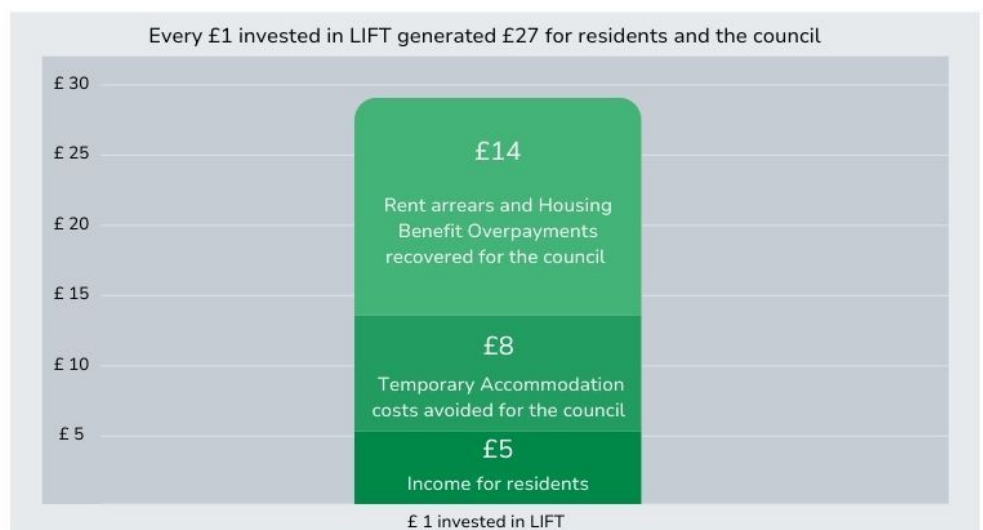 Every £1 invested in LIFT generated £27 for residents and the council
£ 30
£ 25
£ 20
£ 15
£ 10
£ 5
£14
Rent arrears and Housing
Benefit Overpayments
recovered for the council
£8
Temporary Accommodation
costs avoided for the council
£5
Income for residents
£ 1 invested in LIFT